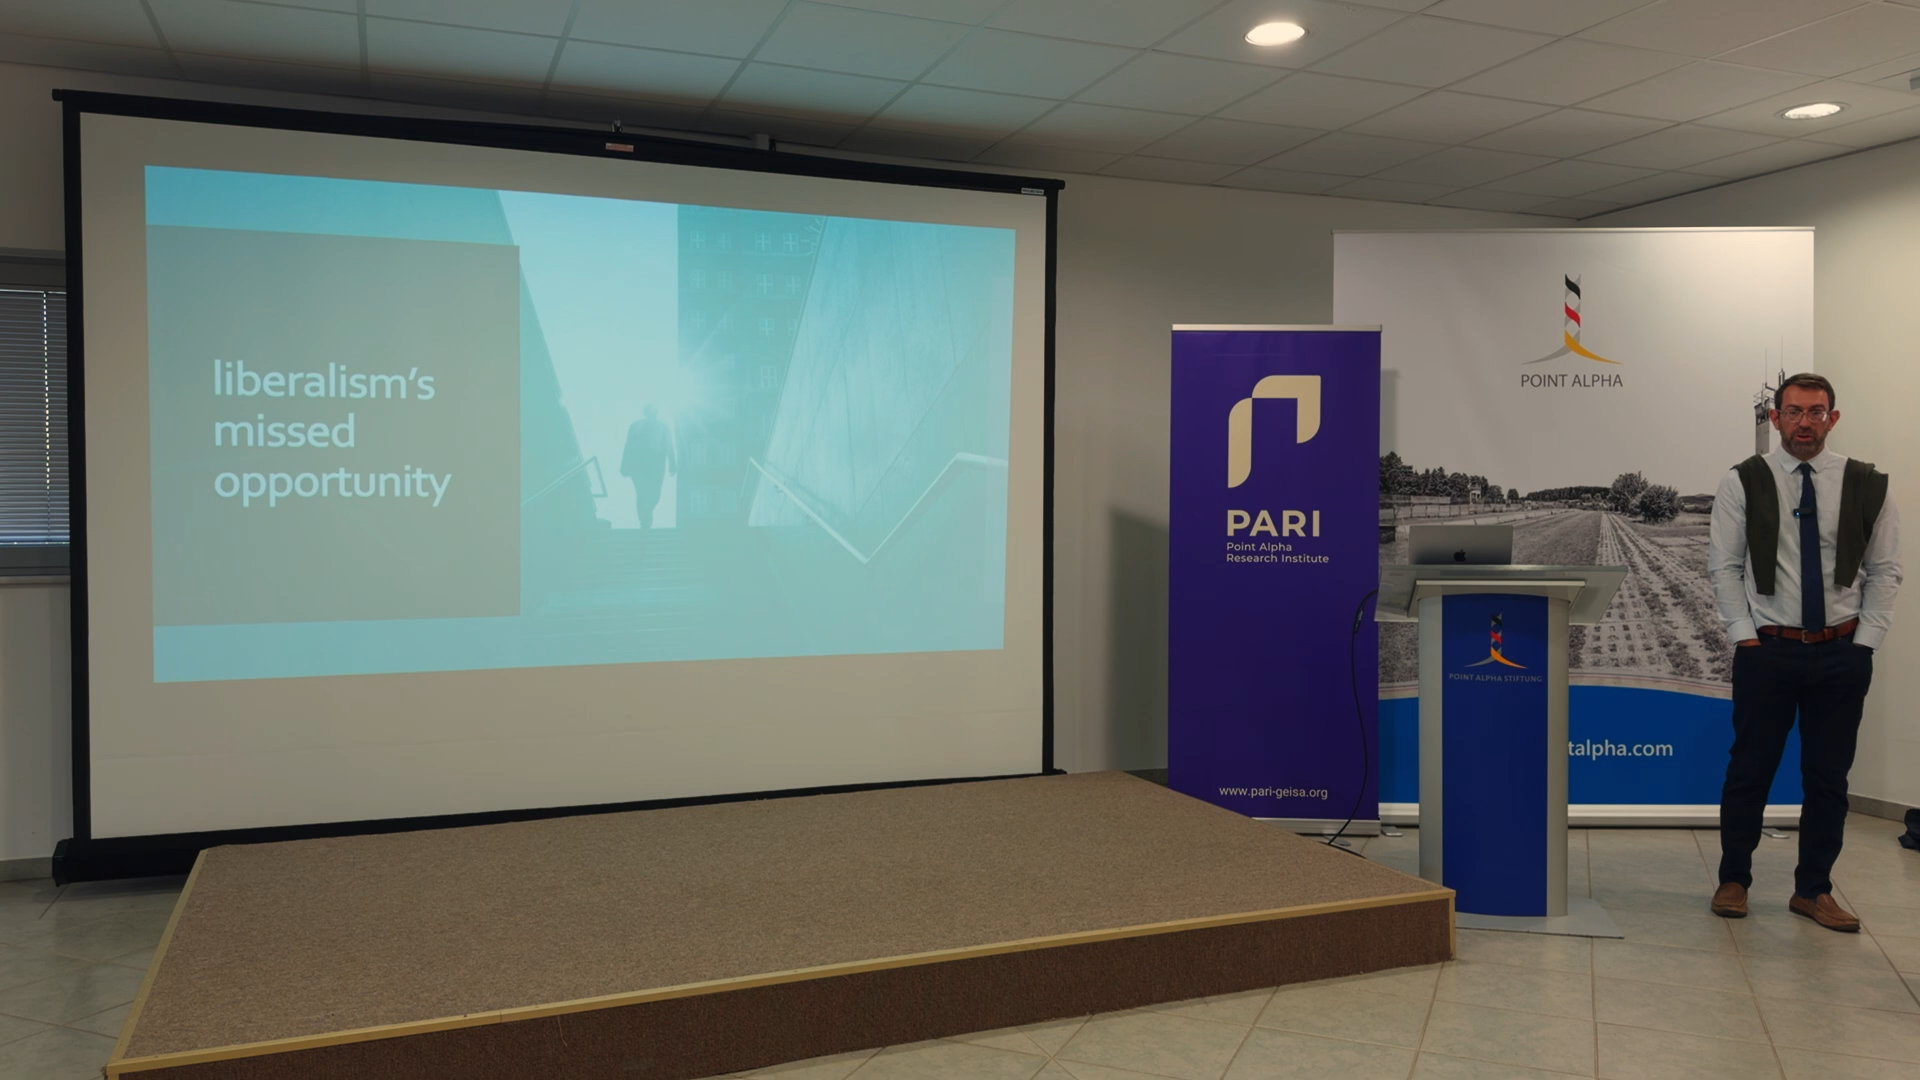 liberalism's
missed
opportunity
PARI
Point Alpha
Research Institute
www.pari-geisa.org
POINT ALPHA
talpha.com
POINT ALPHA STIFTUNG